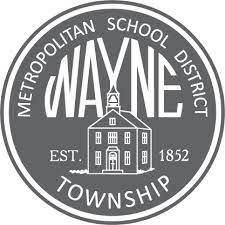 METROPOLITAN SCHOOL DISTRICT
WAYNE
EST. 1852
TOWNSHIP